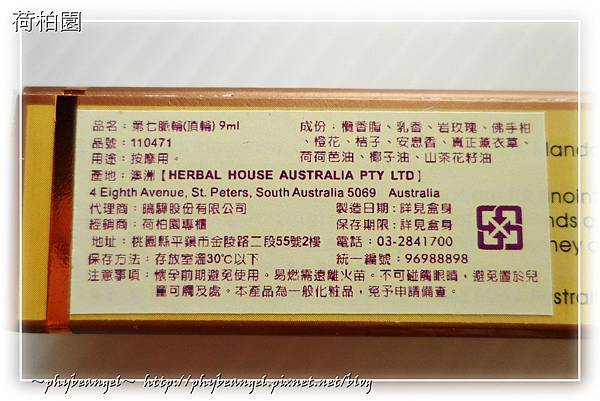 荷柏園
品名：第七脈輪(頂輪) 9ml
品號：110471
用途：按摩用。
成份：欖香脂、乳香、岩玫瑰、佛手柑
、橙花、桔子、安息香、真正薰衣草、
荷荷芭油、椰子油、山茶花籽油
產地：澳洲【HERBAL HOUSE AUSTRALIA PTY LTD】
4 Eighth Avenue, St. Peters, South Australia 5069 Australia
代理商：皜驊股份有限公司
經銷商：荷柏園專櫃
地址：桃園縣平鎮市金陵路二段55號2樓
保存方法：存放室溫30℃以下
製造日期：詳見盒身
保存期限：詳見盒身
電話：03-2841700
統一編號：96988898
注意事項：懷孕前期避免使用。易燃需遠離火苗。不可碰觸眼睛，避免置於兒
童可觸及處。本產品為一般化粧品，免予申請備查。
～phybeangel～ http://phybeangel.pixnet.net/blog